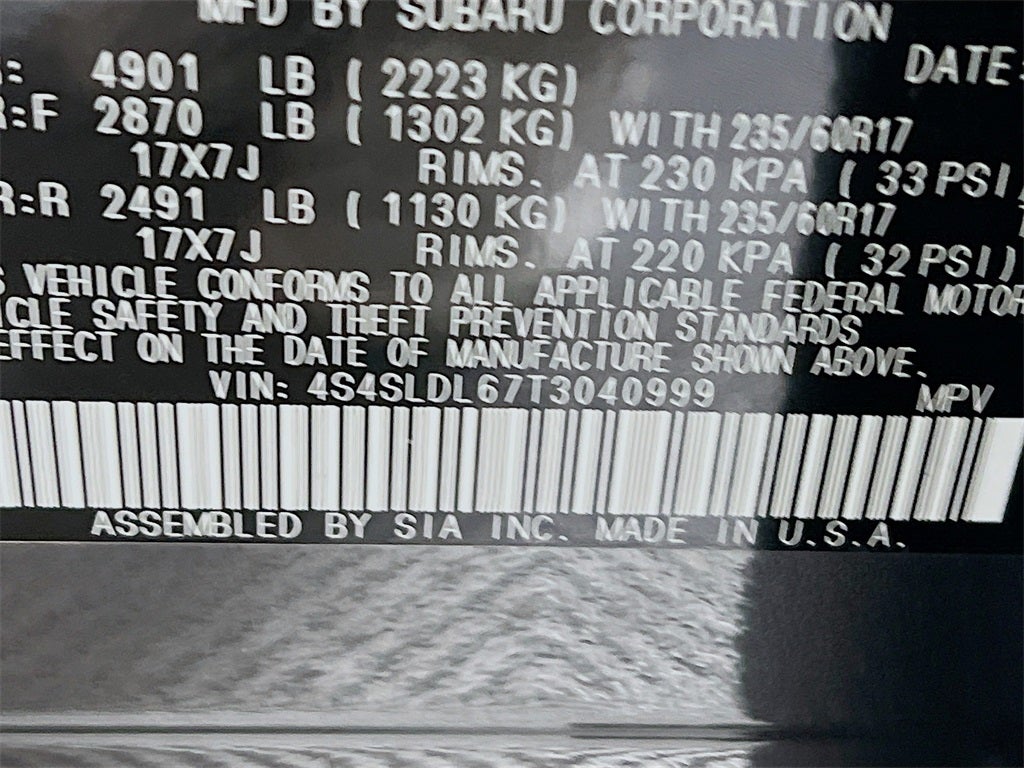 MFD BY SUBARU CORPORATION
: 4901 LB ( 2223 KG) DATE:
R:F 2870 LB ( 1302 KG) WITH 235/60R17
17X7J RIMS. AT 230 KPA ( 33 PSI)
R:R 2491 LB ( 1130 KG) WITH 235/60R17
17X7J RIMS. AT 220 KPA ( 32 PSI)
S VEHICLE CONFORMS TO ALL APPLICABLE FEDERAL MOTOR
ICLE SAFETY AND THEFT PREVENTION STANDARDS
EFFECT ON THE DATE OF MANUFACTURE SHOWN ABOVE.
VIN: 4S4SLDL67T3040999 MPV
ASSEMBLED BY SIA INC. MADE IN U.S.A.